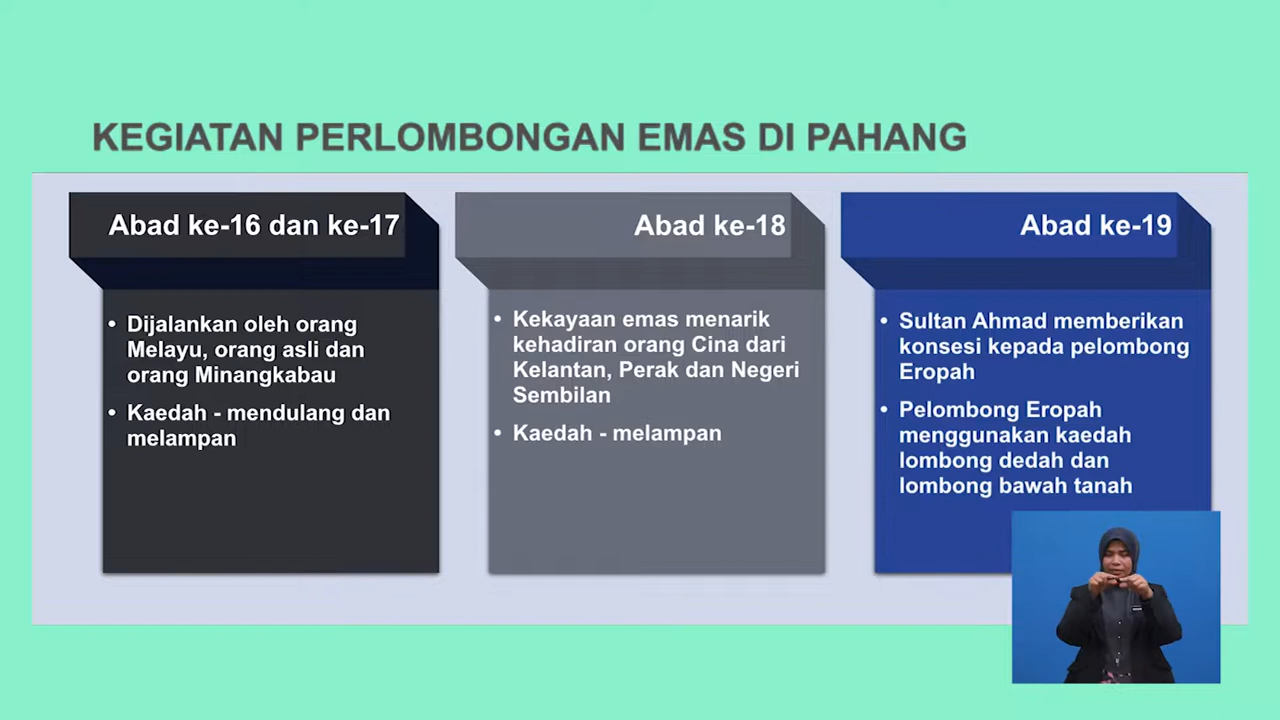 KEGIATAN PERLOMBONGAN EMAS DI PAHANG
Abad ke-16 dan ke-17
• Dijalankan oleh orang
Melayu, orang asli dan
orang Minangkabau
• Kaedah - mendulang dan
melampan
Abad ke-18
• Kekayaan emas menarik
kehadiran orang Cina dari
Kelantan, Perak dan Negeri
Sembilan
• Kaedah - melampan
Abad ke-19
• Sultan Ahmad memberikan
konsesi kepada pelombong
Eropah
• Pelombong Eropah
menggunakan kaedah
lombong dedah dan
lombong bawah tanah